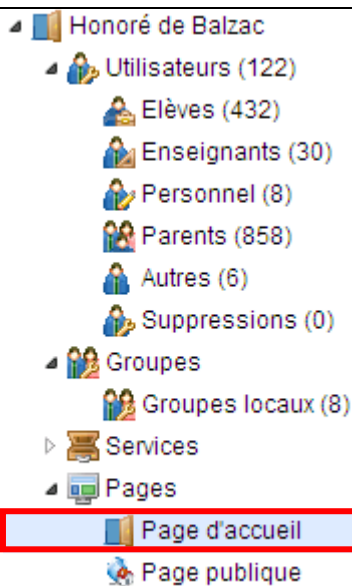 Honoré de Balzac
Utilisateurs (122)
Elèves (432)
Enseignants (30)
Personnel (8)
Parents (858)
Autres (6)
Suppressions (0)
Groupes
Groupes locaux (8)
Services
Pages
Page d'accueil
Page publique